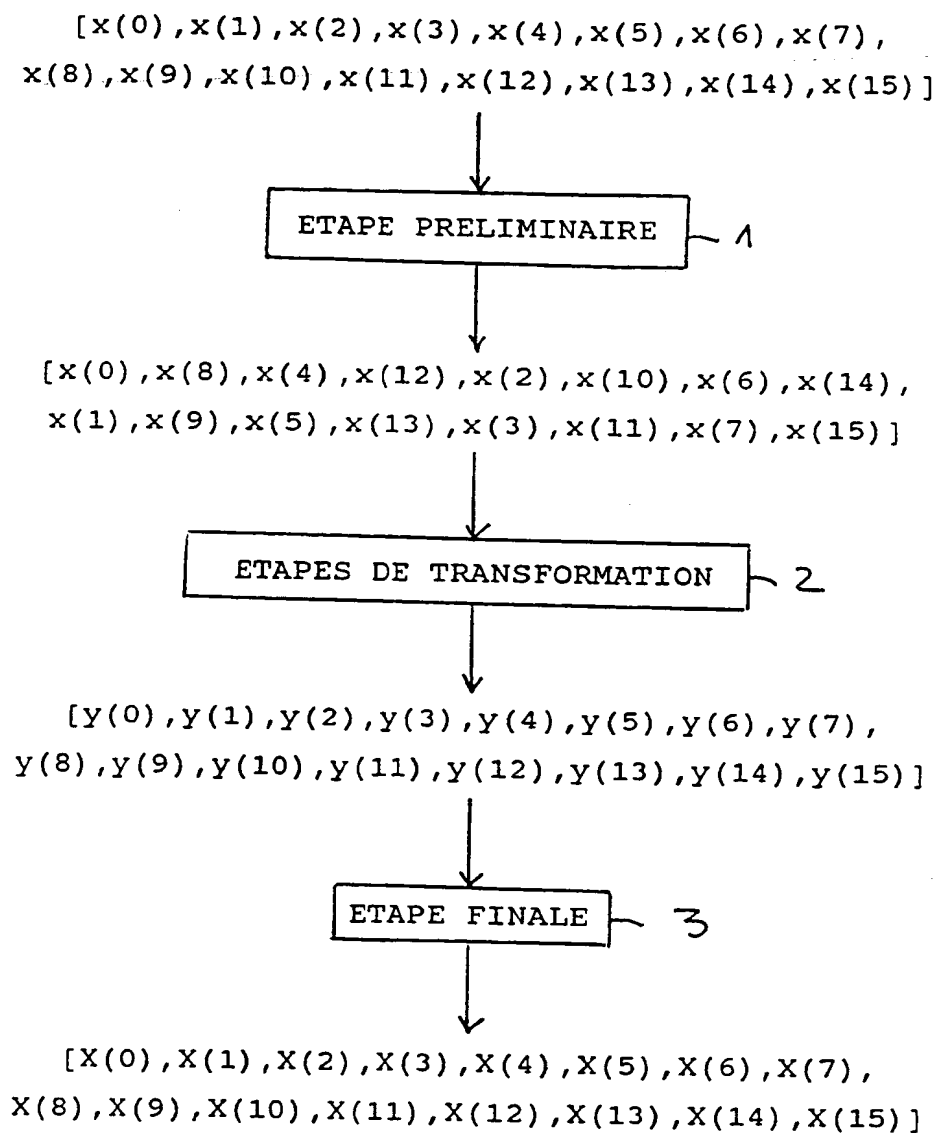 [x(0),x(1),x(2),x(3),x(4),x(5),x(6),x(7),
x(8),x(9),x(10),x(11),x(12),x(13),x(14),x(15)]
ETAPE PRELIMINAIRE 1
[x(0),x(8),x(4),x(12),x(2),x(10),x(6),x(14),
x(1),x(9),x(5),x(13),x(3),x(11),x(7),x(15)]
ETAPES DE TRANSFORMATION 2
[y(0),y(1),y(2),y(3),y(4),y(5),y(6),y(7),
y(8),y(9),y(10),y(11),y(12),y(13),y(14),y(15)]
ETAPE FINALE 3
[X(0),X(1),X(2),X(3),X(4),X(5),X(6),X(7),
X(8),X(9),X(10),X(11),X(12),X(13),X(14),X(15)]